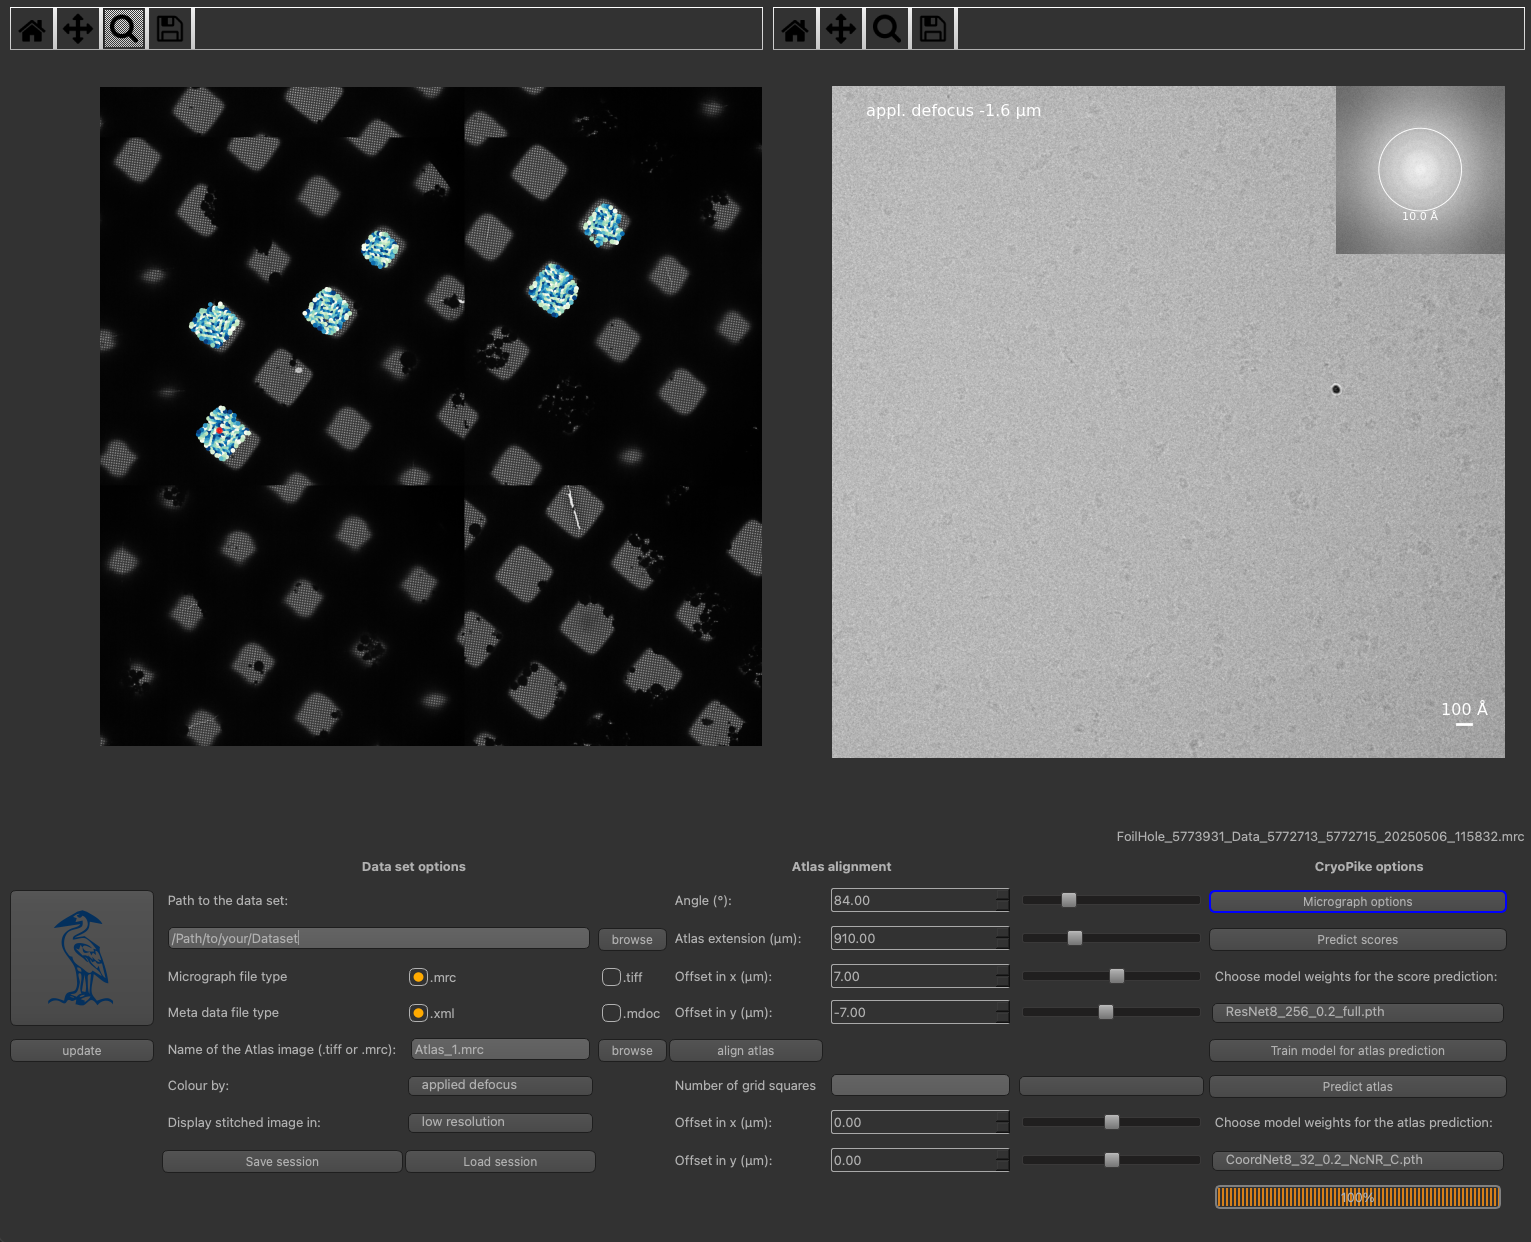 appl. defocus -1.6 µm
10.0 Å
100 Å
FoilHole_5773931_Data_5772713_5772715_20250506_115832.mrc
Data set options
Atlas alignment
CryoPike options
Path to the data set:
Angle (°):
84.00
Micrograph options
/Path/to/your/Dataset
browse
Atlas extension (µm):
910.00
Predict scores
Micrograph file type
.mrc
.tiff
Offset in x (µm):
7.00
Choose model weights for the score prediction:
Meta data file type
.xml
.mdoc
Offset in y (µm):
-7.00
ResNet8_256_0.2_full.pth
update
Name of the Atlas image (.tiff or .mrc):
Atlas_1.mrc
browse
align atlas
Train model for atlas prediction
Colour by:
applied defocus
Number of grid squares
Predict atlas
Display stitched image in:
low resolution
Offset in x (µm):
0.00
Choose model weights for the atlas prediction:
Save session
Load session
Offset in y (µm):
0.00
CoordNet8_32_0.2_NcNR_C.pth
100%